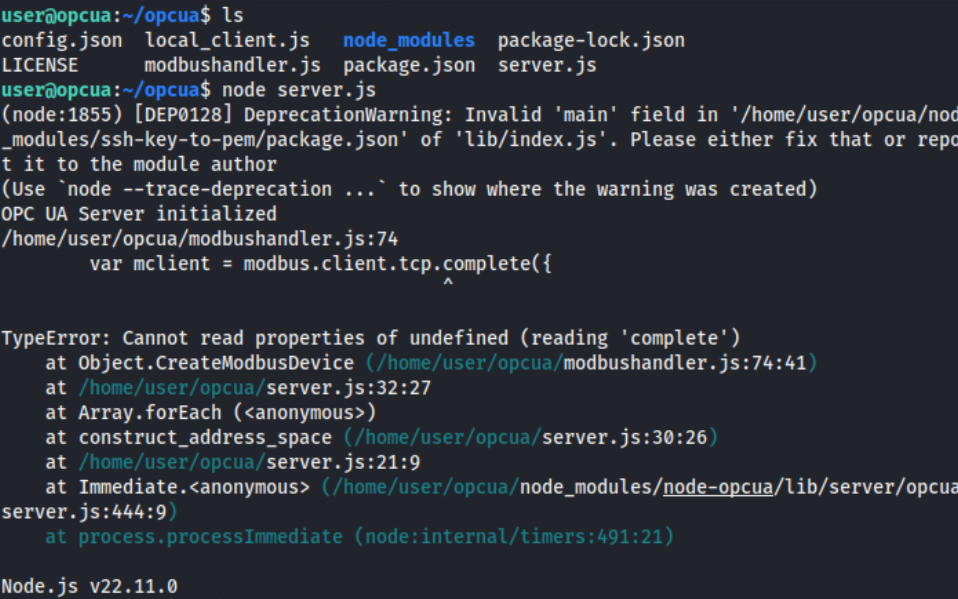 user@opcua:~/opcua$ ls
config.json  local_client.js   node_modules  package-lock.json
LICENSE      modbushandler.js  package.json  server.js
user@opcua:~/opcua$ node server.js
(node:1855) [DEP0128] DeprecationWarning: Invalid 'main' field in '/home/user/opcua/nod
_modules/ssh-key-to-pem/package.json' of 'lib/index.js'. Please either fix that or repo
t it to the module author
(Use `node --trace-deprecation ...` to show where the warning was created)
OPC UA Server initialized
/home/user/opcua/modbushandler.js:74
        var mclient = modbus.client.tcp.complete({
                                        ^
TypeError: Cannot read properties of undefined (reading 'complete')
    at Object.CreateModbusDevice (/home/user/opcua/modbushandler.js:74:41)
    at /home/user/opcua/server.js:32:27
    at Array.forEach (<anonymous>)
    at construct_address_space (/home/user/opcua/server.js:30:26)
    at /home/user/opcua/server.js:21:9
    at Immediate.<anonymous> (/home/user/opcua/node_modules/node-opcua/lib/server/opcua
server.js:444:9)
    at process.processImmediate (node:internal/timers:491:21)
Node.js v22.11.0